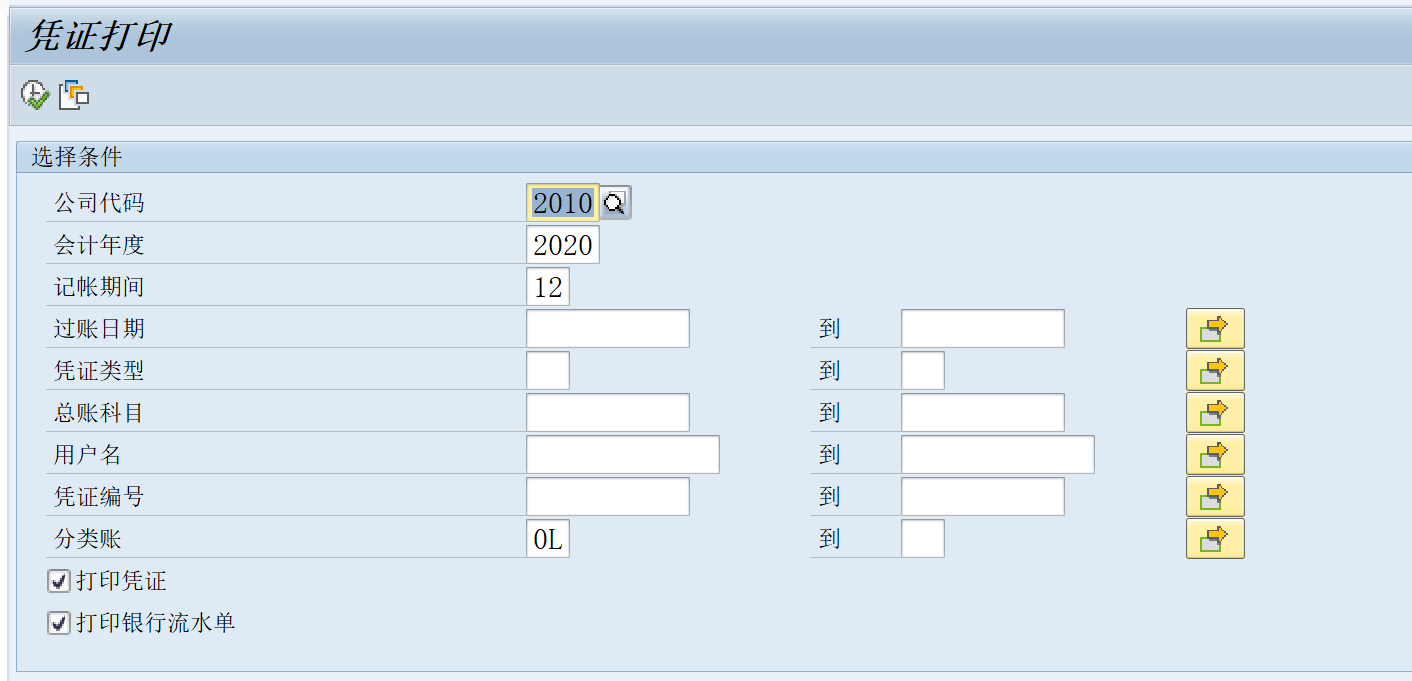 凭证打印
选择条件
公司代码 2010
会计年度 2020
记帐期间 12
过账日期 到
凭证类型 到
总账科目 到
用户名 到
凭证编号 到
分类账 0L 到
打印凭证
打印银行流水单